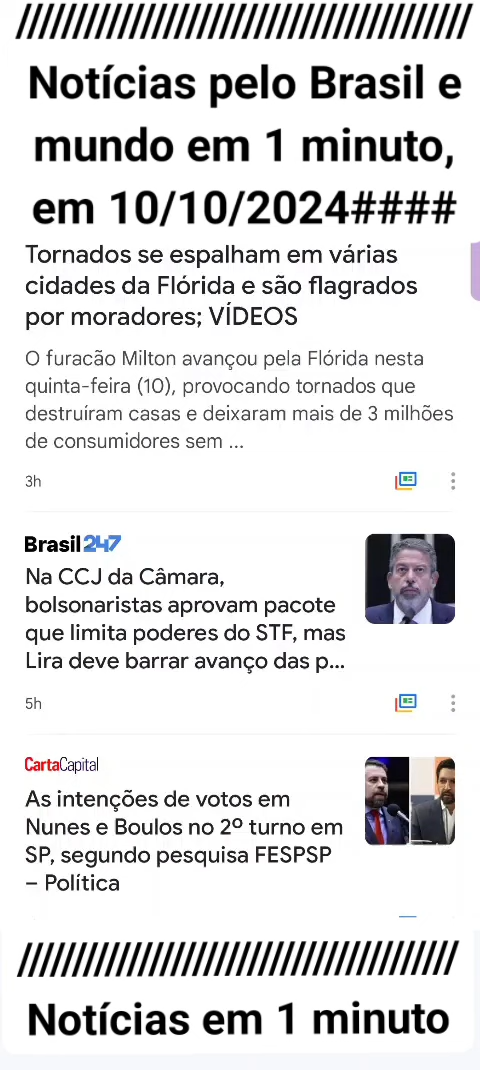 ////////////////////////////////////////
Notícias pelo Brasil e
mundo em 1 minuto,
em 10/10/2024####
Tornados se espalham em várias
cidades da Flórida e são flagrados
por moradores; VÍDEOS
O furacão Milton avançou pela Flórida nesta
quinta-feira (10), provocando tornados que
destruíram casas e deixaram mais de 3 milhões
de consumidores sem ...
3h
Brasil247
Na CCJ da Câmara,
bolsonaristas aprovam pacote
que limita poderes do STF, mas
Lira deve barrar avanço das p...
5h
CartaCapital
As intenções de votos em
Nunes e Boulos no 2º turno em
SP, segundo pesquisa FESPSP
– Política
///////////////////////////////////////
Notícias em 1 minuto